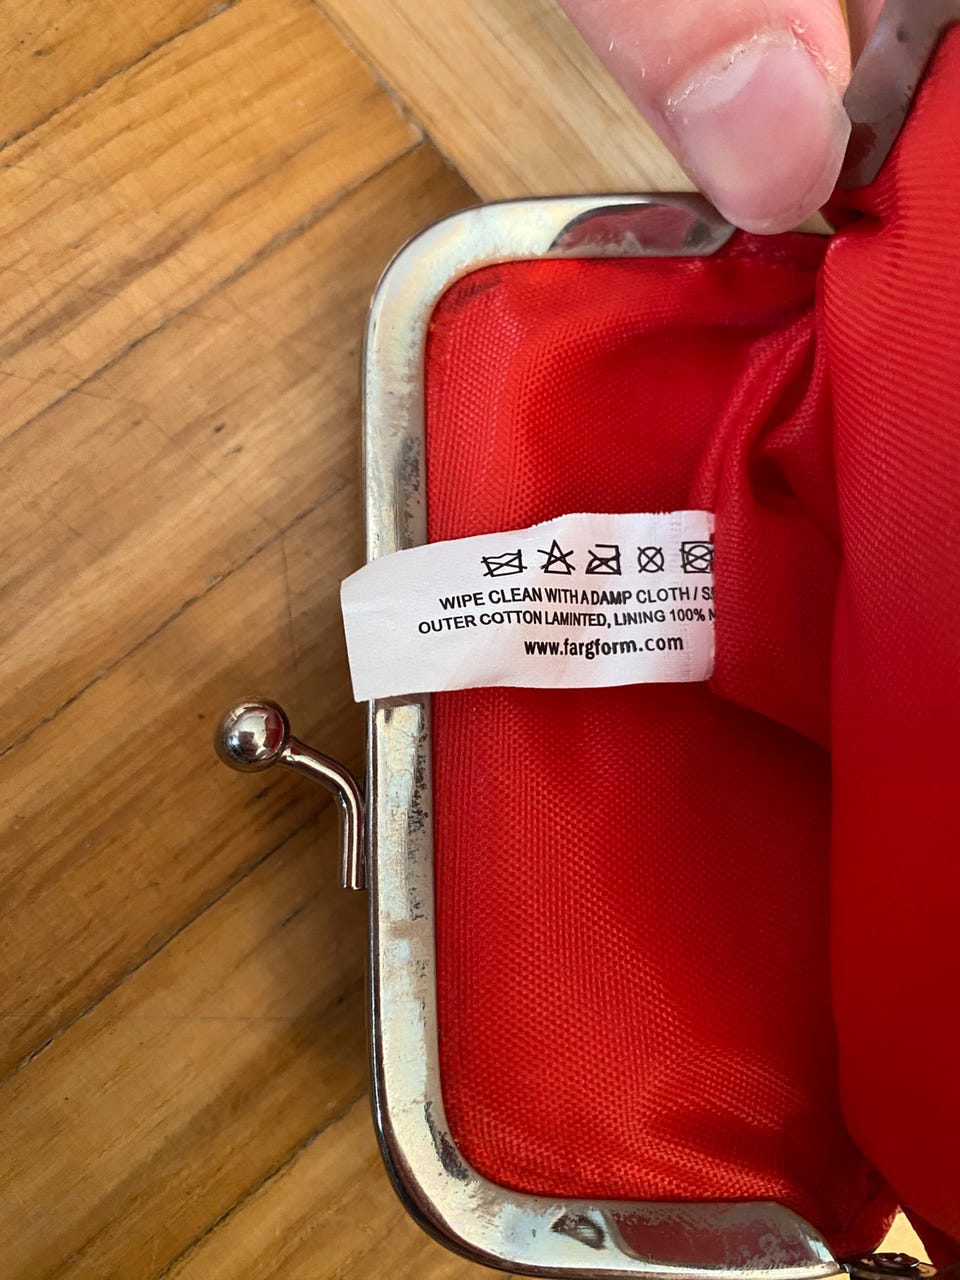 WIPE CLEAN WITH A DAMP CLOTH /
OUTER COTTON LAMINTED, LINING 100%
www.fargform.com